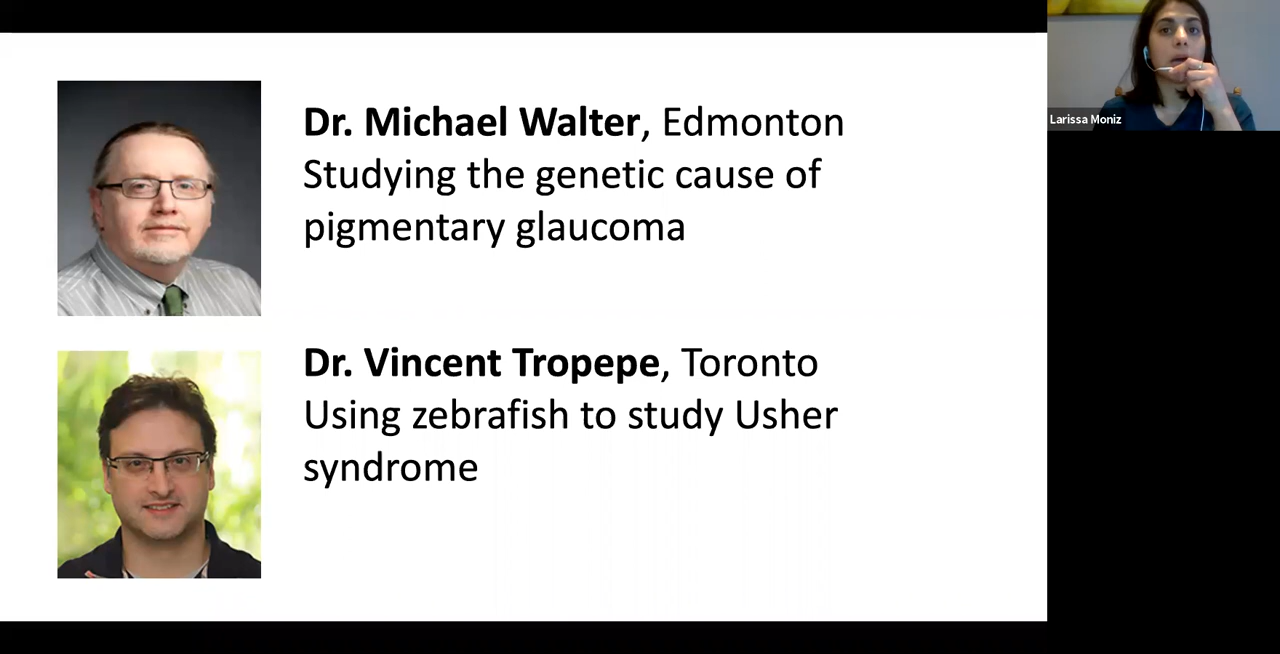 Dr. Michael Walter, Edmonton
Studying the genetic cause of
pigmentary glaucoma
Dr. Vincent Tropepe, Toronto
Using zebrafish to study Usher
syndrome
Larissa Moniz